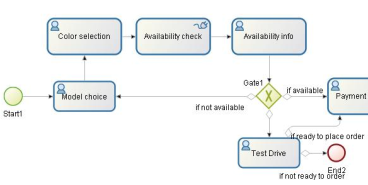 Color selection
Availability check
Availability info
Gate1
if available
Model choice
if not available
Payment
Start1
if ready to place order
Test Drive
End2
if not ready to order